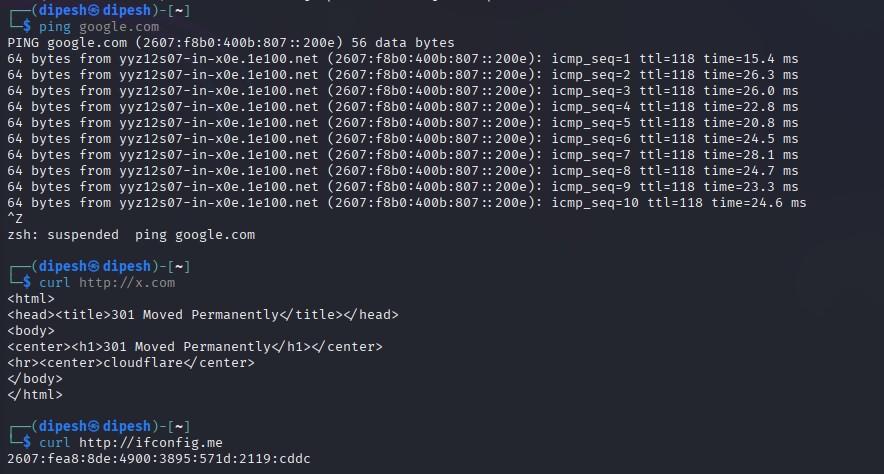 ┌──(dipesh㉿dipesh)-[~]
└─$ ping google.com
PING google.com (2607:f8b0:400b:807::200e) 56 data bytes
64 bytes from yyz12s07-in-x0e.1e100.net (2607:f8b0:400b:807::200e): icmp_seq=1 ttl=118 time=15.4 ms
64 bytes from yyz12s07-in-x0e.1e100.net (2607:f8b0:400b:807::200e): icmp_seq=2 ttl=118 time=26.3 ms
64 bytes from yyz12s07-in-x0e.1e100.net (2607:f8b0:400b:807::200e): icmp_seq=3 ttl=118 time=26.0 ms
64 bytes from yyz12s07-in-x0e.1e100.net (2607:f8b0:400b:807::200e): icmp_seq=4 ttl=118 time=22.8 ms
64 bytes from yyz12s07-in-x0e.1e100.net (2607:f8b0:400b:807::200e): icmp_seq=5 ttl=118 time=20.8 ms
64 bytes from yyz12s07-in-x0e.1e100.net (2607:f8b0:400b:807::200e): icmp_seq=6 ttl=118 time=24.5 ms
64 bytes from yyz12s07-in-x0e.1e100.net (2607:f8b0:400b:807::200e): icmp_seq=7 ttl=118 time=28.1 ms
64 bytes from yyz12s07-in-x0e.1e100.net (2607:f8b0:400b:807::200e): icmp_seq=8 ttl=118 time=24.7 ms
64 bytes from yyz12s07-in-x0e.1e100.net (2607:f8b0:400b:807::200e): icmp_seq=9 ttl=118 time=23.3 ms
64 bytes from yyz12s07-in-x0e.1e100.net (2607:f8b0:400b:807::200e): icmp_seq=10 ttl=118 time=24.6 ms
^Z
zsh: suspended  ping google.com
┌──(dipesh㉿dipesh)-[~]
└─$ curl http://x.com
<html>
<head><title>301 Moved Permanently</title></head>
<body>
<center><h1>301 Moved Permanently</h1></center>
<hr><center>cloudflare</center>
</body>
</html>
┌──(dipesh㉿dipesh)-[~]
└─$ curl http://ifconfig.me
2607:fea8:8de:4900:3895:571d:2119:cddc